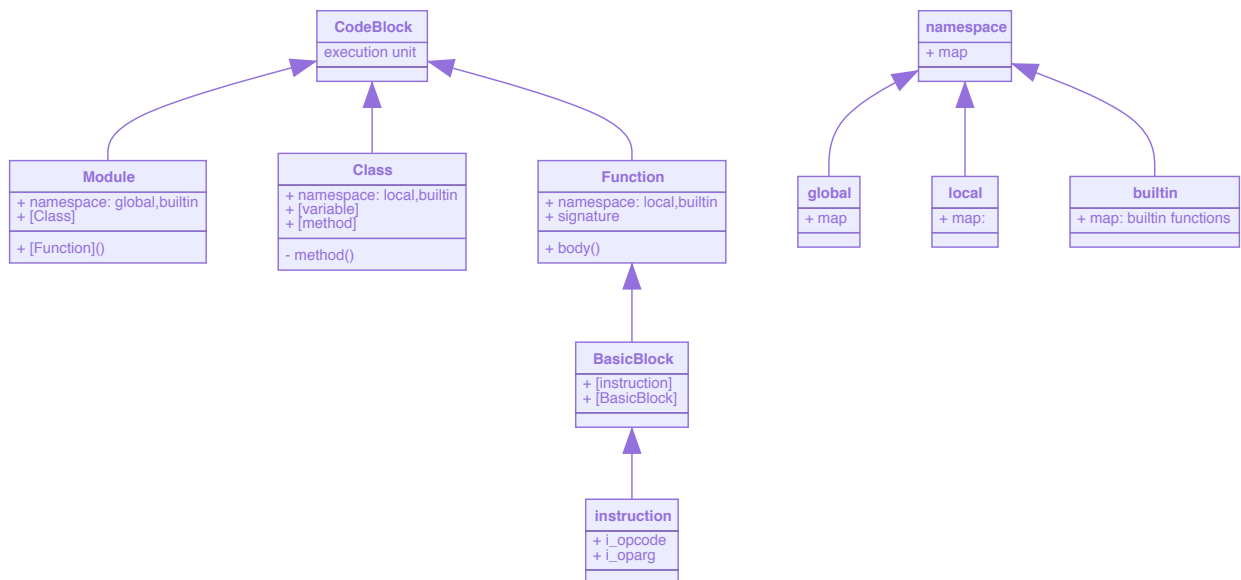 CodeBlock
execution unit
namespace
+ map
Module
+ namespace: global,builtin
+ [Class]
+ [Function]()
Class
+ namespace: local,builtin
+ [variable]
+ [method]
- method()
Function
+ namespace: local,builtin
signature
+ body()
global
+ map
local
+ map:
builtin
+ map: builtin functions
BasicBlock
+ [instruction]
+ [BasicBlock]
instruction
+ i_opcode
+ i_oparg